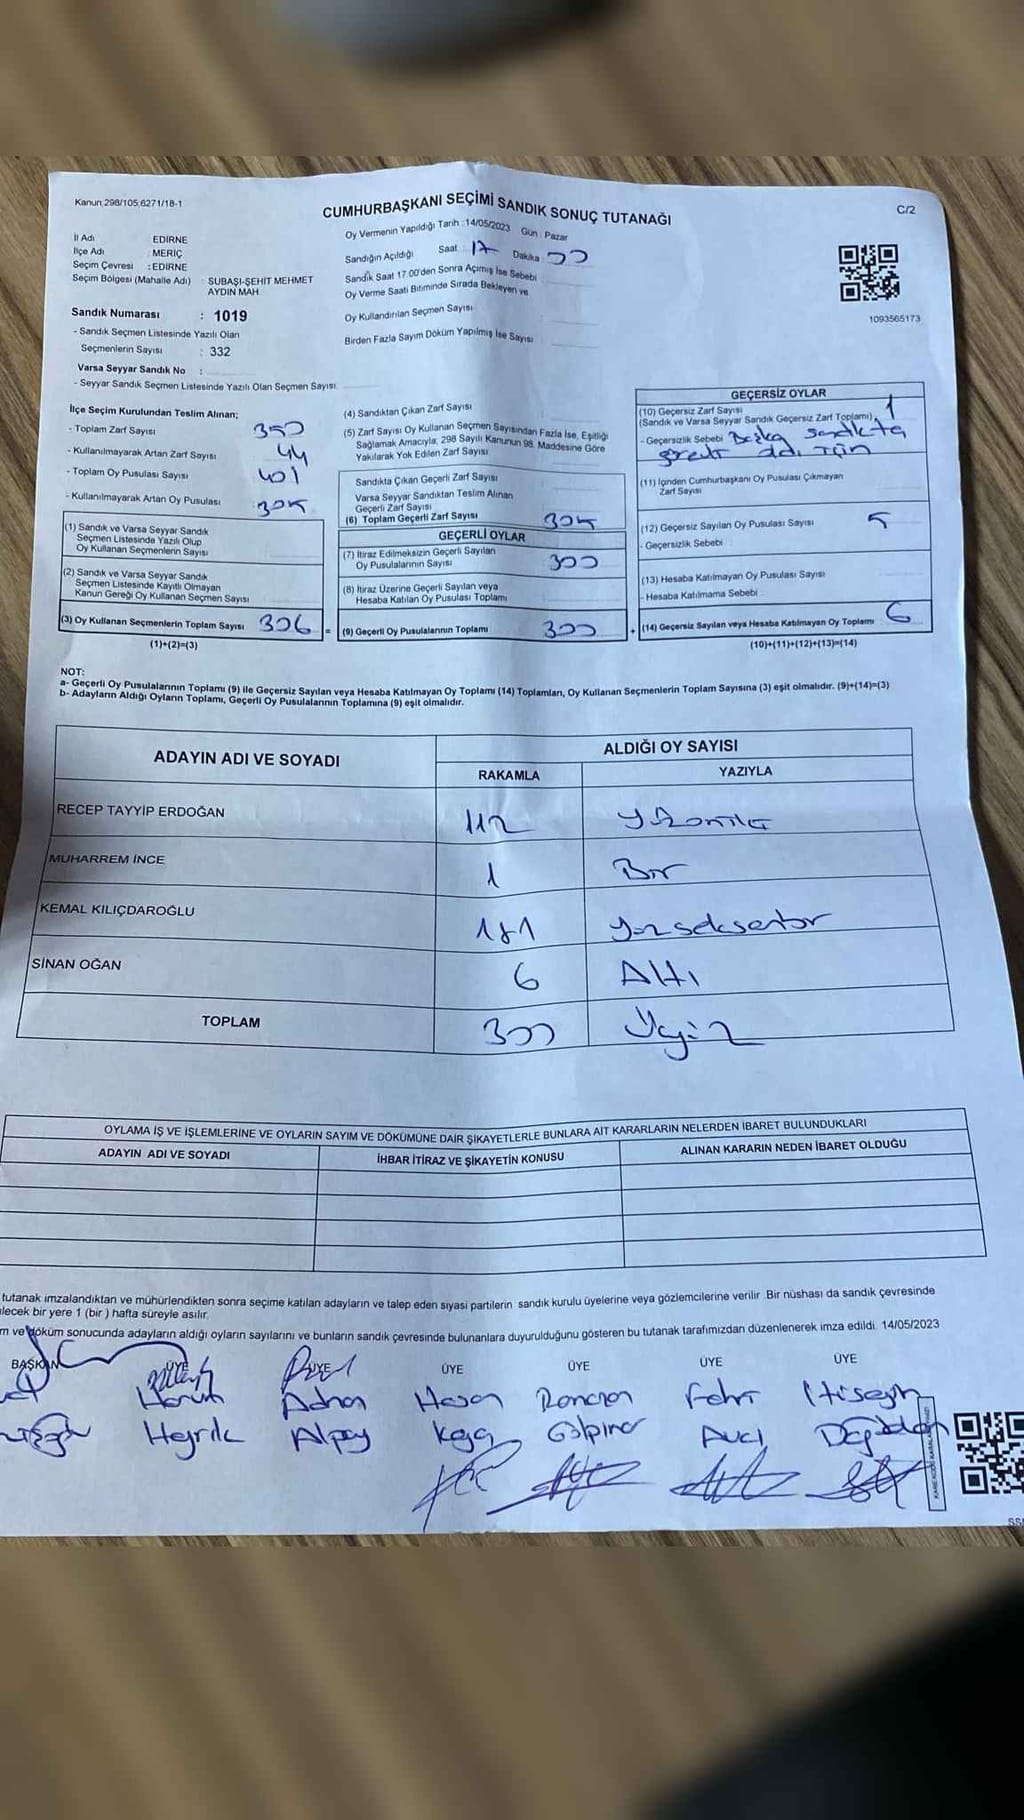 Kanun,298/105,6271/18-1
CUMHURBAŞKANI SEÇİMİ SANDIK SONUÇ TUTANAĞI
C/2
İl Adı EDİRNE
İlçe Adı MERİÇ
Seçim Çevresi : EDİRNE
Seçim Bölgesi (Mahalle Adı) : SUBAŞI-ŞEHİT MEHMET
AYDIN MAH.
Sandık Numarası : 1019
- Sandık Seçmen Listesinde Yazılı Olan
Seçmenlerin Sayısı : 332
Varsa Seyyar Sandık No :
- Seyyar Sandık Seçmen Listesinde Yazılı Olan Seçmen Sayısı:
Oy Vermenin Yapıldığı Tarih : 14/05/2023 Gün : Pazar
Sandığın Açıldığı Saat 17 Dakika 00
Sandık Saat 17.00'den Sonra Açımış İse Sebebi
Oy Verme Saati Bitiminde Sırada Bekleyen ve
Oy Kullandırılan Seçmen Sayısı
Birden Fazla Sayım Döküm Yapılmış İse Sayısı
1093565173
İlçe Seçim Kurulundan Teslim Alınan;
- Toplam Zarf Sayısı 350
- Kullanılmayarak Artan Zarf Sayısı 44
- Toplam Oy Pusulası Sayısı 401
- Kullanılmayarak Artan Oy Pusulası 305
(1) Sandık ve Varsa Seyyar Sandık
Seçmen Listesinde Yazılı Olup
Oy Kullanan Seçmenlerin Sayısı
(2) Sandık ve Varsa Seyyar Sandık
Seçmen Listesinde Kayıtlı Olmayan
Kanun Gereği Oy Kullanan Seçmen Sayısı
(3) Oy Kullanan Seçmenlerin Toplam Sayısı 306
(1)+(2)=(3)
(4) Sandıktan Çıkan Zarf Sayısı
(5) Zarf Sayısı Oy Kullanan Seçmen Sayısından Fazla İse, Eşitliği
Sağlamak Amacıyla, 298 Sayılı Kanunun 98. Maddesine Göre
Yakılarak Yok Edilen Zarf Sayısı
Sandıkta Çıkan Geçerli Zarf Sayısı
Varsa Seyyar Sandıktan Teslim Alınan
Geçerli Zarf Sayısı
(6) Toplam Geçerli Zarf Sayısı 305
GEÇERLİ OYLAR
(7) İtiraz Edilmeksizin Geçerli Sayılan
Oy Pusulalarının Sayısı 300
(8) İtiraz Üzerine Geçerli Sayılan veya
Hesaba Katılan Oy Pusulası Toplamı
= (9) Geçerli Oy Pusulalarının Toplamı 300 +
GEÇERSİZ OYLAR
(10) Geçersiz Zarf Sayısı
(Sandık ve Varsa Seyyar Sandık Geçersiz Zarf Toplamı) 1
- Geçersizlik Sebebi Başka sandıkta
görevli için
(11) İçinden Cumhurbaşkanı Oy Pusulası Çıkmayan
Zarf Sayısı
(12) Geçersiz Sayılan Oy Pusulası Sayısı 5
- Geçersizlik Sebebi
(13) Hesaba Katılmayan Oy Pusulası Sayısı
- Hesaba Katılmama Sebebi
(14) Geçersiz Sayılan veya Hesaba Katılmayan Oy Toplamı 6
(10)+(11)+(12)+(13)=(14)
NOT:
a- Geçerli Oy Pusulalarının Toplamı (9) ile Geçersiz Sayılan veya Hesaba Katılmayan Oy Toplamı (14) Toplamları, Oy Kullanan Seçmenlerin Toplam Sayısına (3) eşit olmalıdır. (9)+(14)=(3)
b- Adayların Aldığı Oyların Toplamı, Geçerli Oy Pusulalarının Toplamına (9) eşit olmalıdır.
ADAYIN ADI VE SOYADI ALDIĞI OY SAYISI
RAKAMLA YAZIYLA
RECEP TAYYİP ERDOĞAN 112 Yüzoniki
MUHARREM İNCE 1 Bir
KEMAL KILIÇDAROĞLU 181 Yüzseksenbir
SİNAN OĞAN 6 Altı
TOPLAM 300 Üçyüz
OYLAMA İŞ VE İŞLEMLERİNE VE OYLARIN SAYIM VE DÖKÜMÜNE DAİR ŞİKAYETLERLE BUNLARA AİT KARARLARIN NELERDEN İBARET BULUNDUKLARI
ADAYIN ADI VE SOYADI İHBAR İTİRAZ VE ŞİKAYETİN KONUSU ALINAN KARARIN NEDEN İBARET OLDUĞU
tutanak imzalandıktan ve mühürlendikten sonra seçime katılan adayların ve talep eden siyasi partilerin sandık kurulu üyelerine veya gözlemcilerine verilir. Bir nüshası da sandık çevresinde
ilecek bir yere 1 (bir ) hafta süreyle asılır.
m ve döküm sonucunda adayların aldığı oyların sayılarını ve bunların sandık çevresinde bulunanlara duyurulduğunu gösteren bu tutanak tarafımızdan düzenlenerek imza edildi. 14/05/2023
BAŞKAN ÜYE ÜYE ÜYE ÜYE ÜYE ÜYE
Harun Adnan Hasan Ramazan Fahri Hüseyin
Heyrik Alpay Kaya Gülpınar Avcı